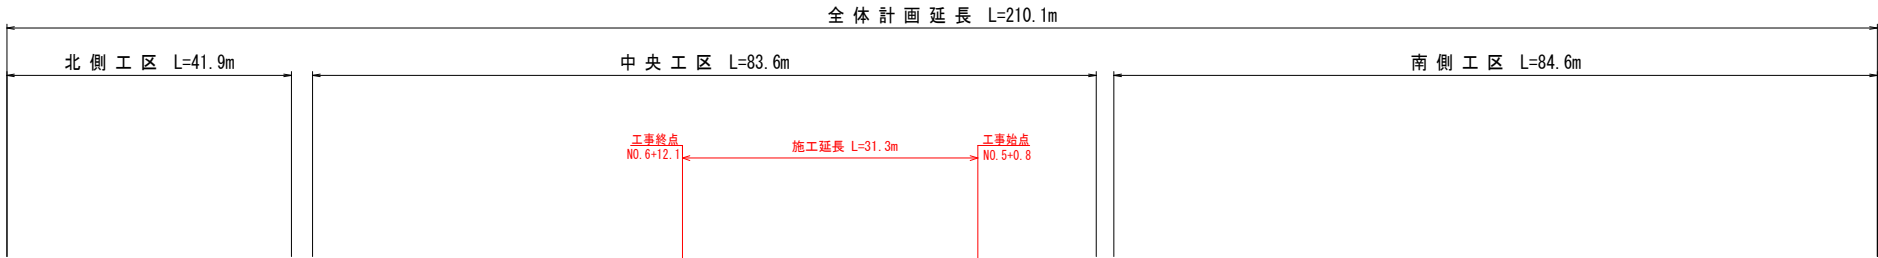 全体計画延長 L=210.1m
北側工区 L=41.9m
中央工区 L=83.6m
南側工区 L=84.6m
工事終点
NO.6+12.1
施工延長 L=31.3m
工事始点
NO.5+0.8